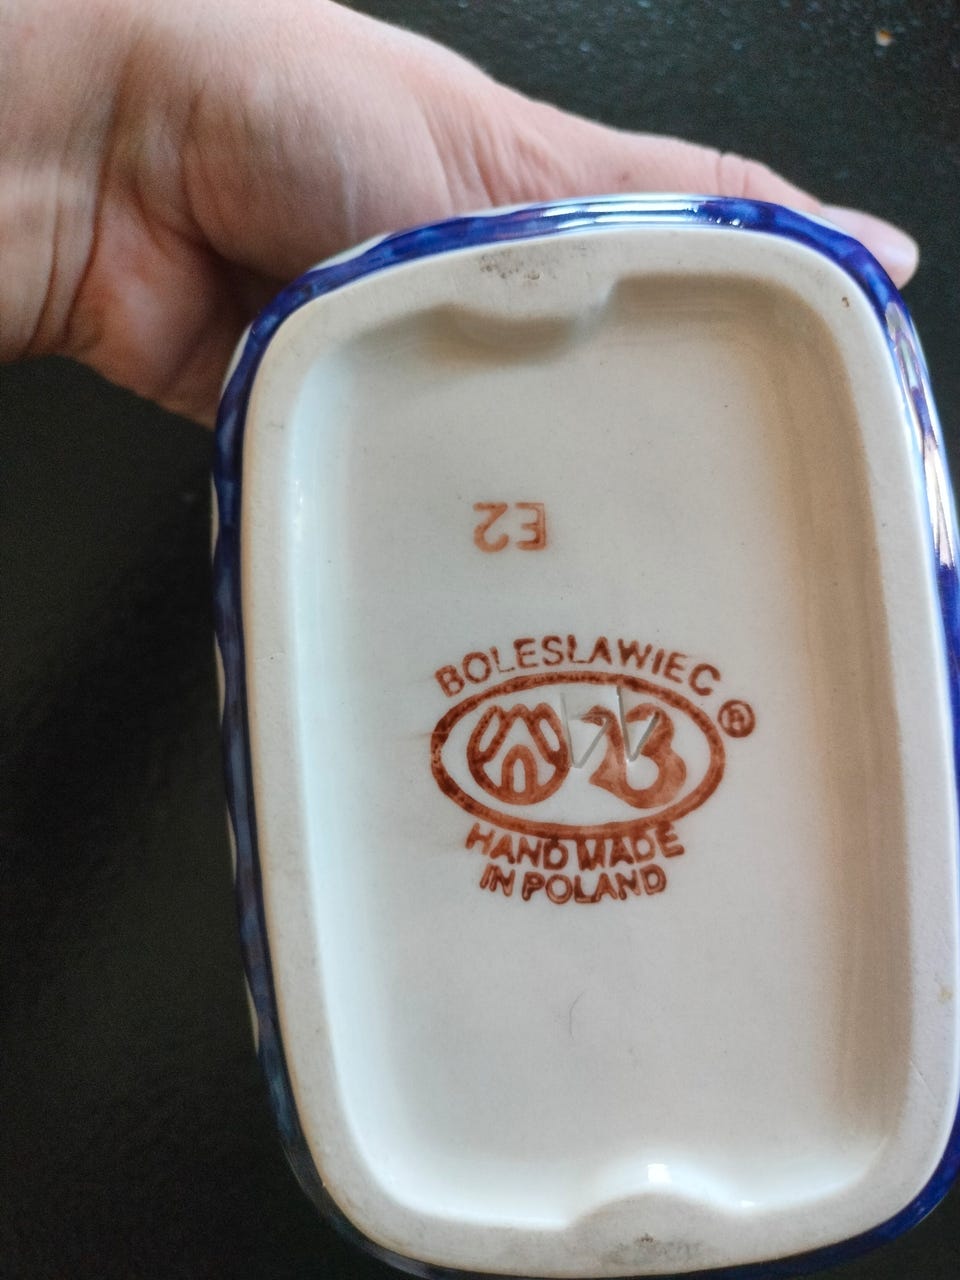 E2
BOLESŁAWIEC
®
HAND MADE
IN POLAND